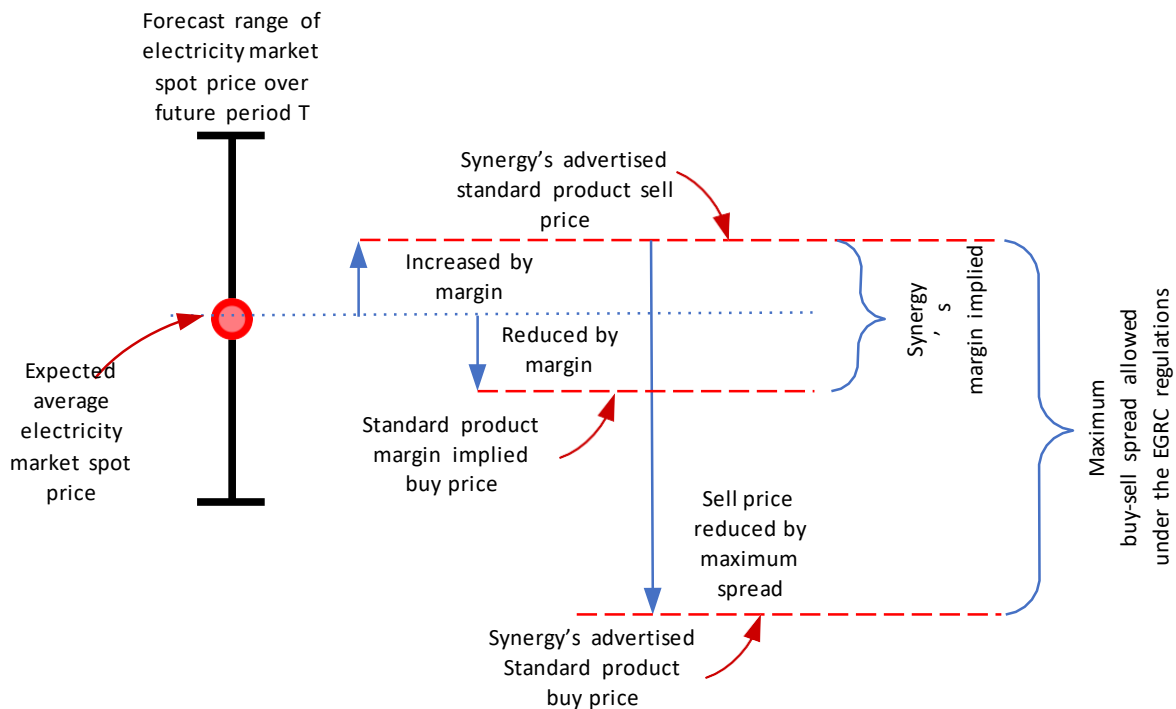 Forecast range of
electricity market
spot price over
future period T
Synergy's advertised
standard product sell
price
Increased by
margin
Reduced by
margin
Synergy
' s
margin implied
Maximum
buy-sell spread allowed
under the EGRC regulations
Expected
average
electricity
market spot
price
Standard product
margin implied
buy price
Sell price
reduced by
maximum
spread
Synergy's advertised
Standard product
buy price